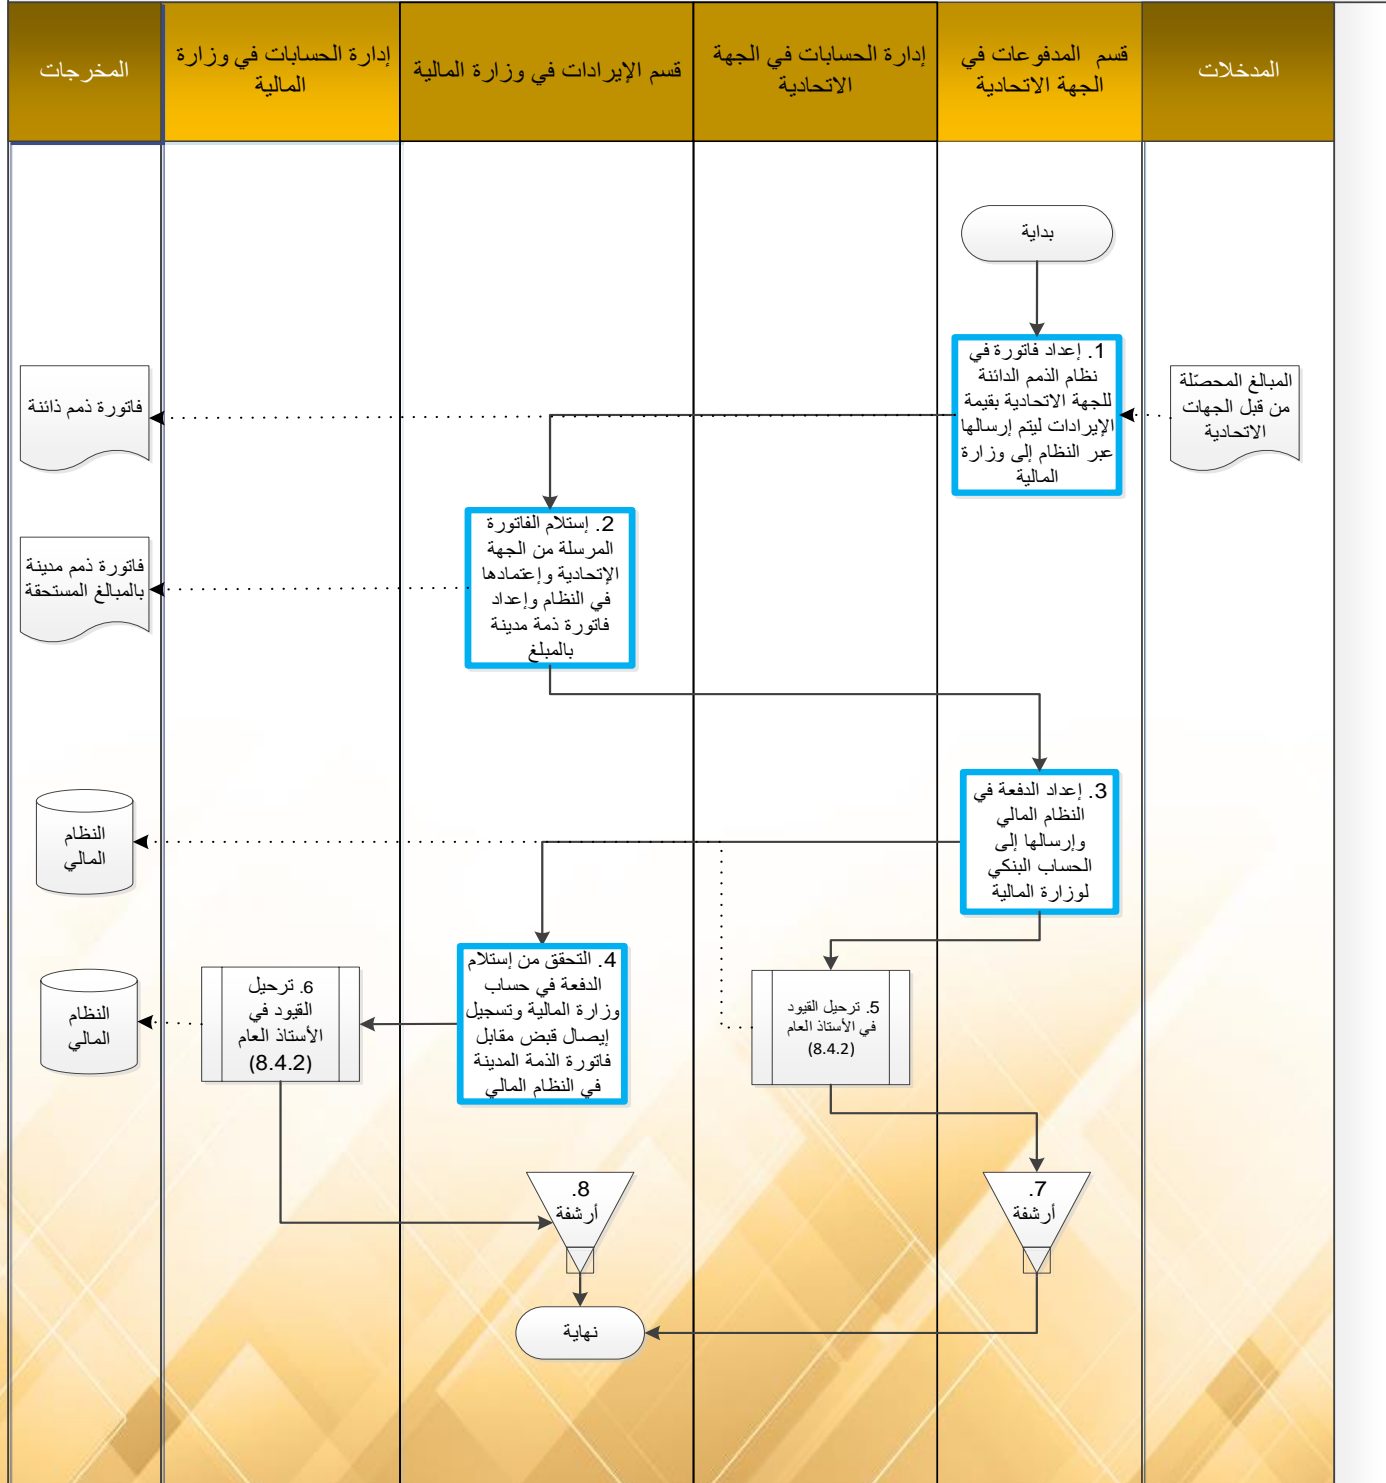 المدخلات
قسم المدفوعات في
الجهة الاتحادية
إدارة الحسابات في الجهة
الاتحادية
قسم الإيرادات في وزارة المالية
إدارة الحسابات في وزارة
المالية
المخرجات
بداية
1. إعداد فاتورة في
نظام الذمم الدائنة
للجهة الاتحادية بقيمة
الإيرادات ليتم إرسالها
عبر النظام إلى وزارة
المالية
المبالغ المحصّلة
من قبل الجهات
الاتحادية
فاتورة ذمم ذائنة
2. إستلام الفاتورة
المرسلة من الجهة
الإتحادية وإعتمادها
في النظام وإعداد
فاتورة ذمة مدينة
بالمبلغ
فاتورة ذمم مدينة
بالمبالغ المستحقة
3. إعداد الدفعة في
النظام المالي
وإرسالها إلى
الحساب البنكي
لوزارة المالية
النظام
المالي
4. التحقق من إستلام
الدفعة في حساب
وزارة المالية وتسجيل
إيصال قبض مقابل
فاتورة الذمة المدينة
في النظام المالي
5. ترحيل القيود
في الأستاذ العام
(8.4.2)
6. ترحيل
القيود في
الأستاذ العام
(8.4.2)
النظام
المالي
7.
أرشفة
8.
أرشفة
نهاية